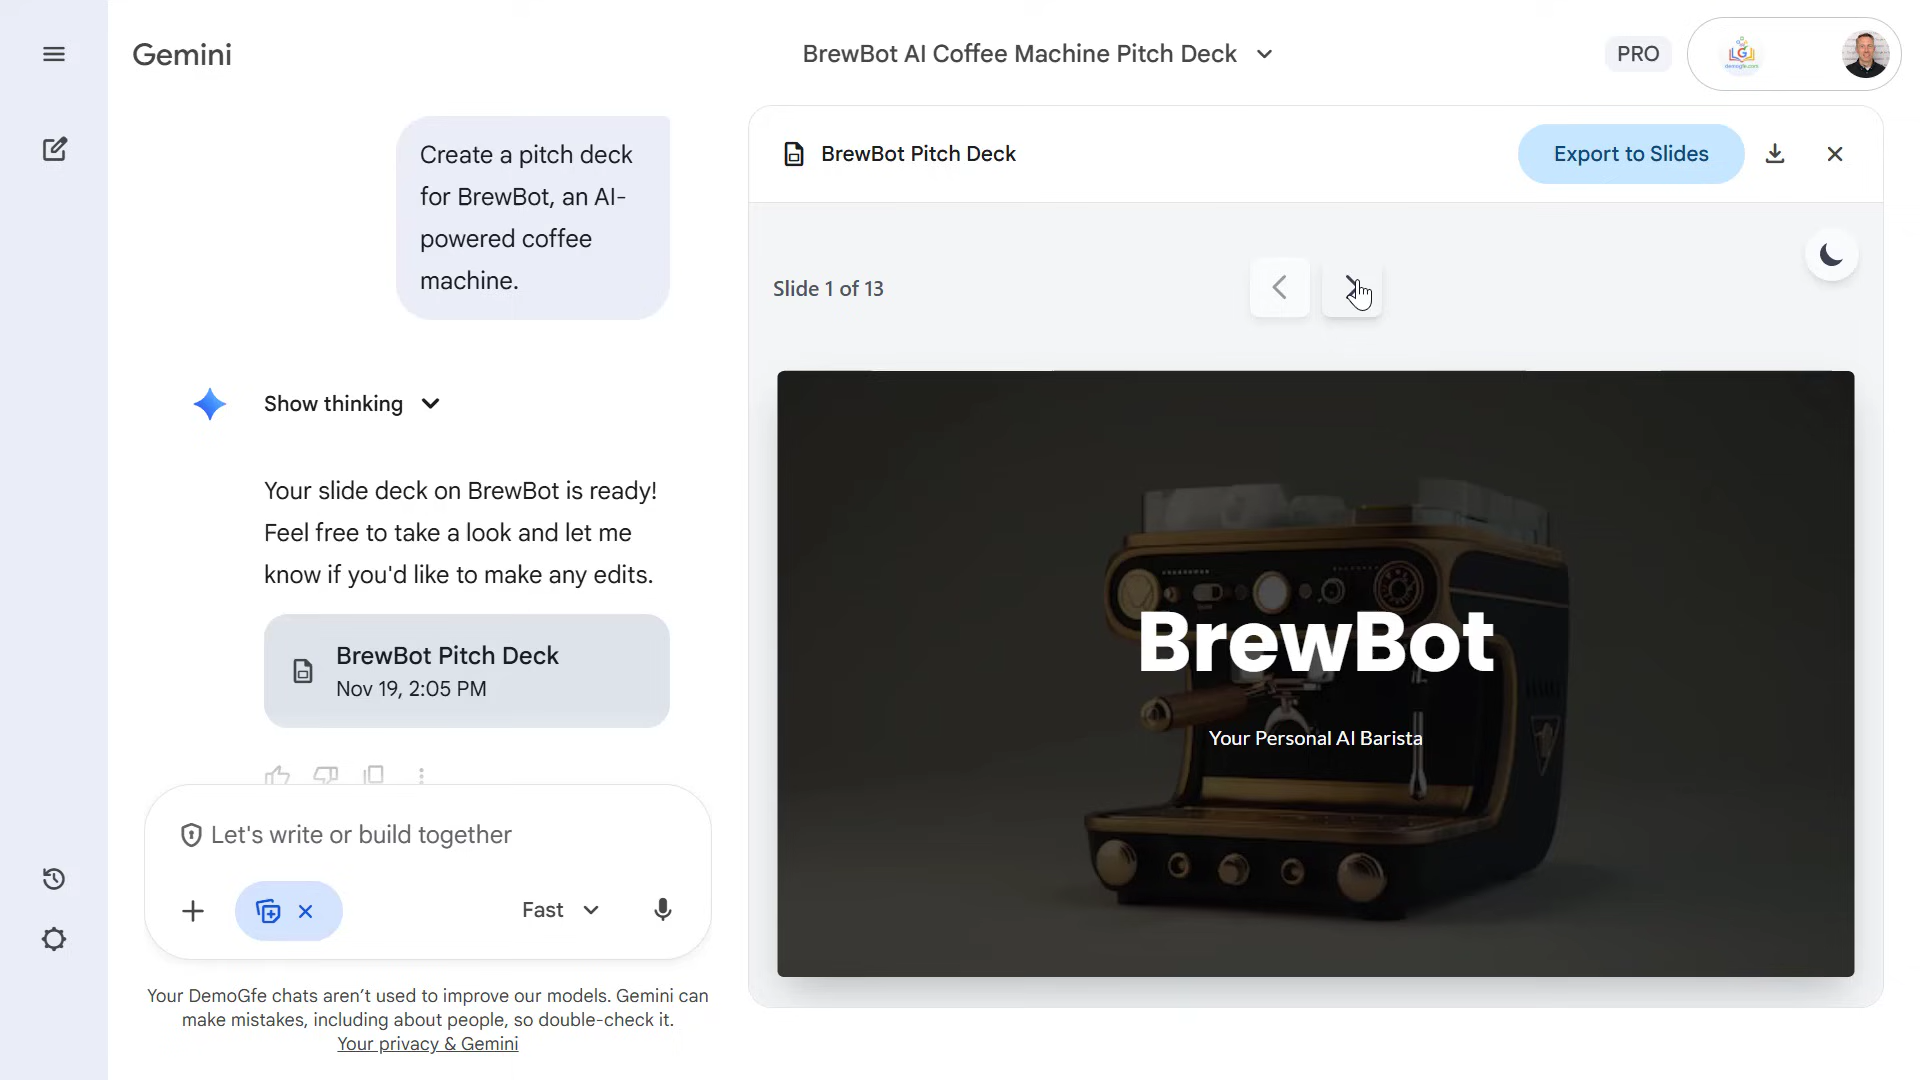 Gemini
BrewBot AI Coffee Machine Pitch Deck
PRO
Create a pitch deck
for BrewBot, an AI-
powered coffee
machine.
Show thinking
Your slide deck on BrewBot is ready!
Feel free to take a look and let me
know if you'd like to make any edits.
BrewBot Pitch Deck
Nov 19, 2:05 PM
Let's write or build together
Fast
Your DemoGfe chats aren’t used to improve our models. Gemini can
make mistakes, including about people, so double-check it.
Your privacy & Gemini
BrewBot Pitch Deck
Export to Slides
Slide 1 of 13
BrewBot
Your Personal AI Barista